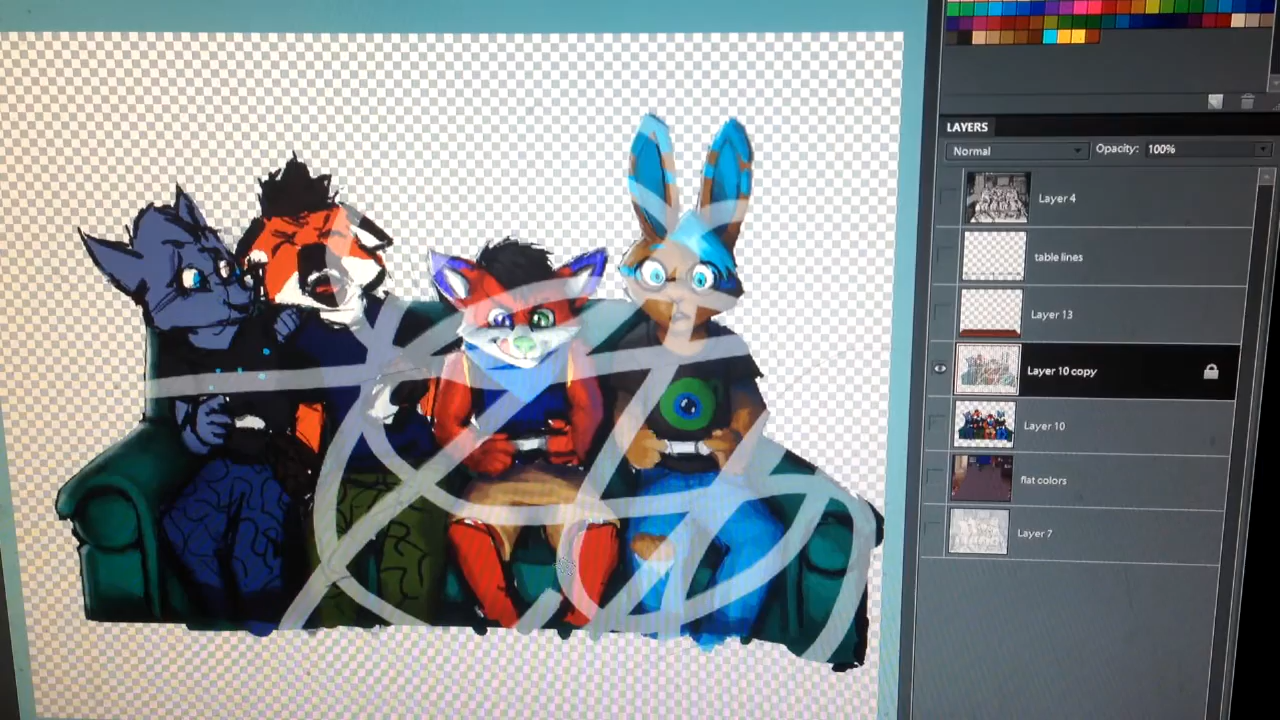 LAYERS
Normal Opacity: 100%
Layer 4
table lines
Layer 13
Layer 10 copy
Layer 10
flat colors
Layer 7